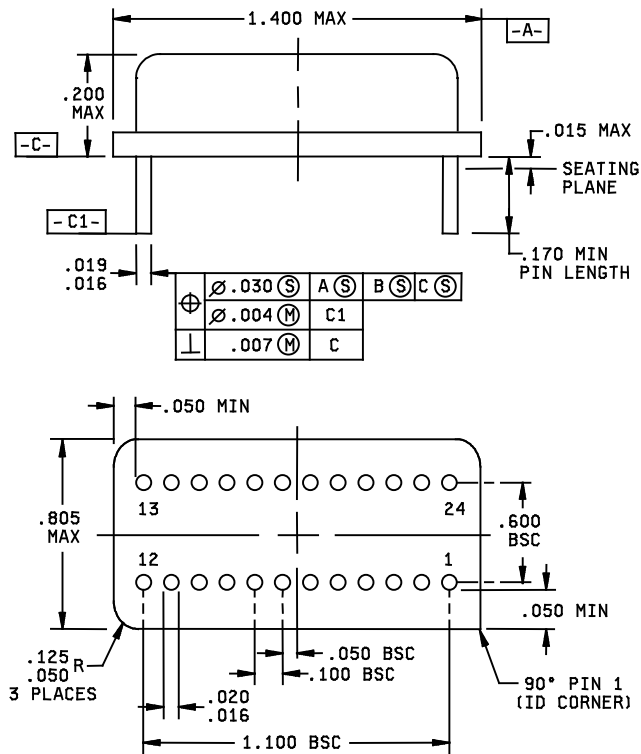 1.400 MAX
-A-
.200
MAX
-C-
.015 MAX
SEATING
PLANE
-C1-
.170 MIN
PIN LENGTH
.019
.016
⌖ ⌀.030 Ⓢ A Ⓢ B Ⓢ C Ⓢ
⌀.004 Ⓜ C1
⊥ .007 Ⓜ C
.050 MIN
13
24
.805
MAX
.600
BSC
12
1
.050 MIN
.125
.050 R
3 PLACES
.050 BSC
.100 BSC
.020
.016
90° PIN 1
(ID CORNER)
1.100 BSC